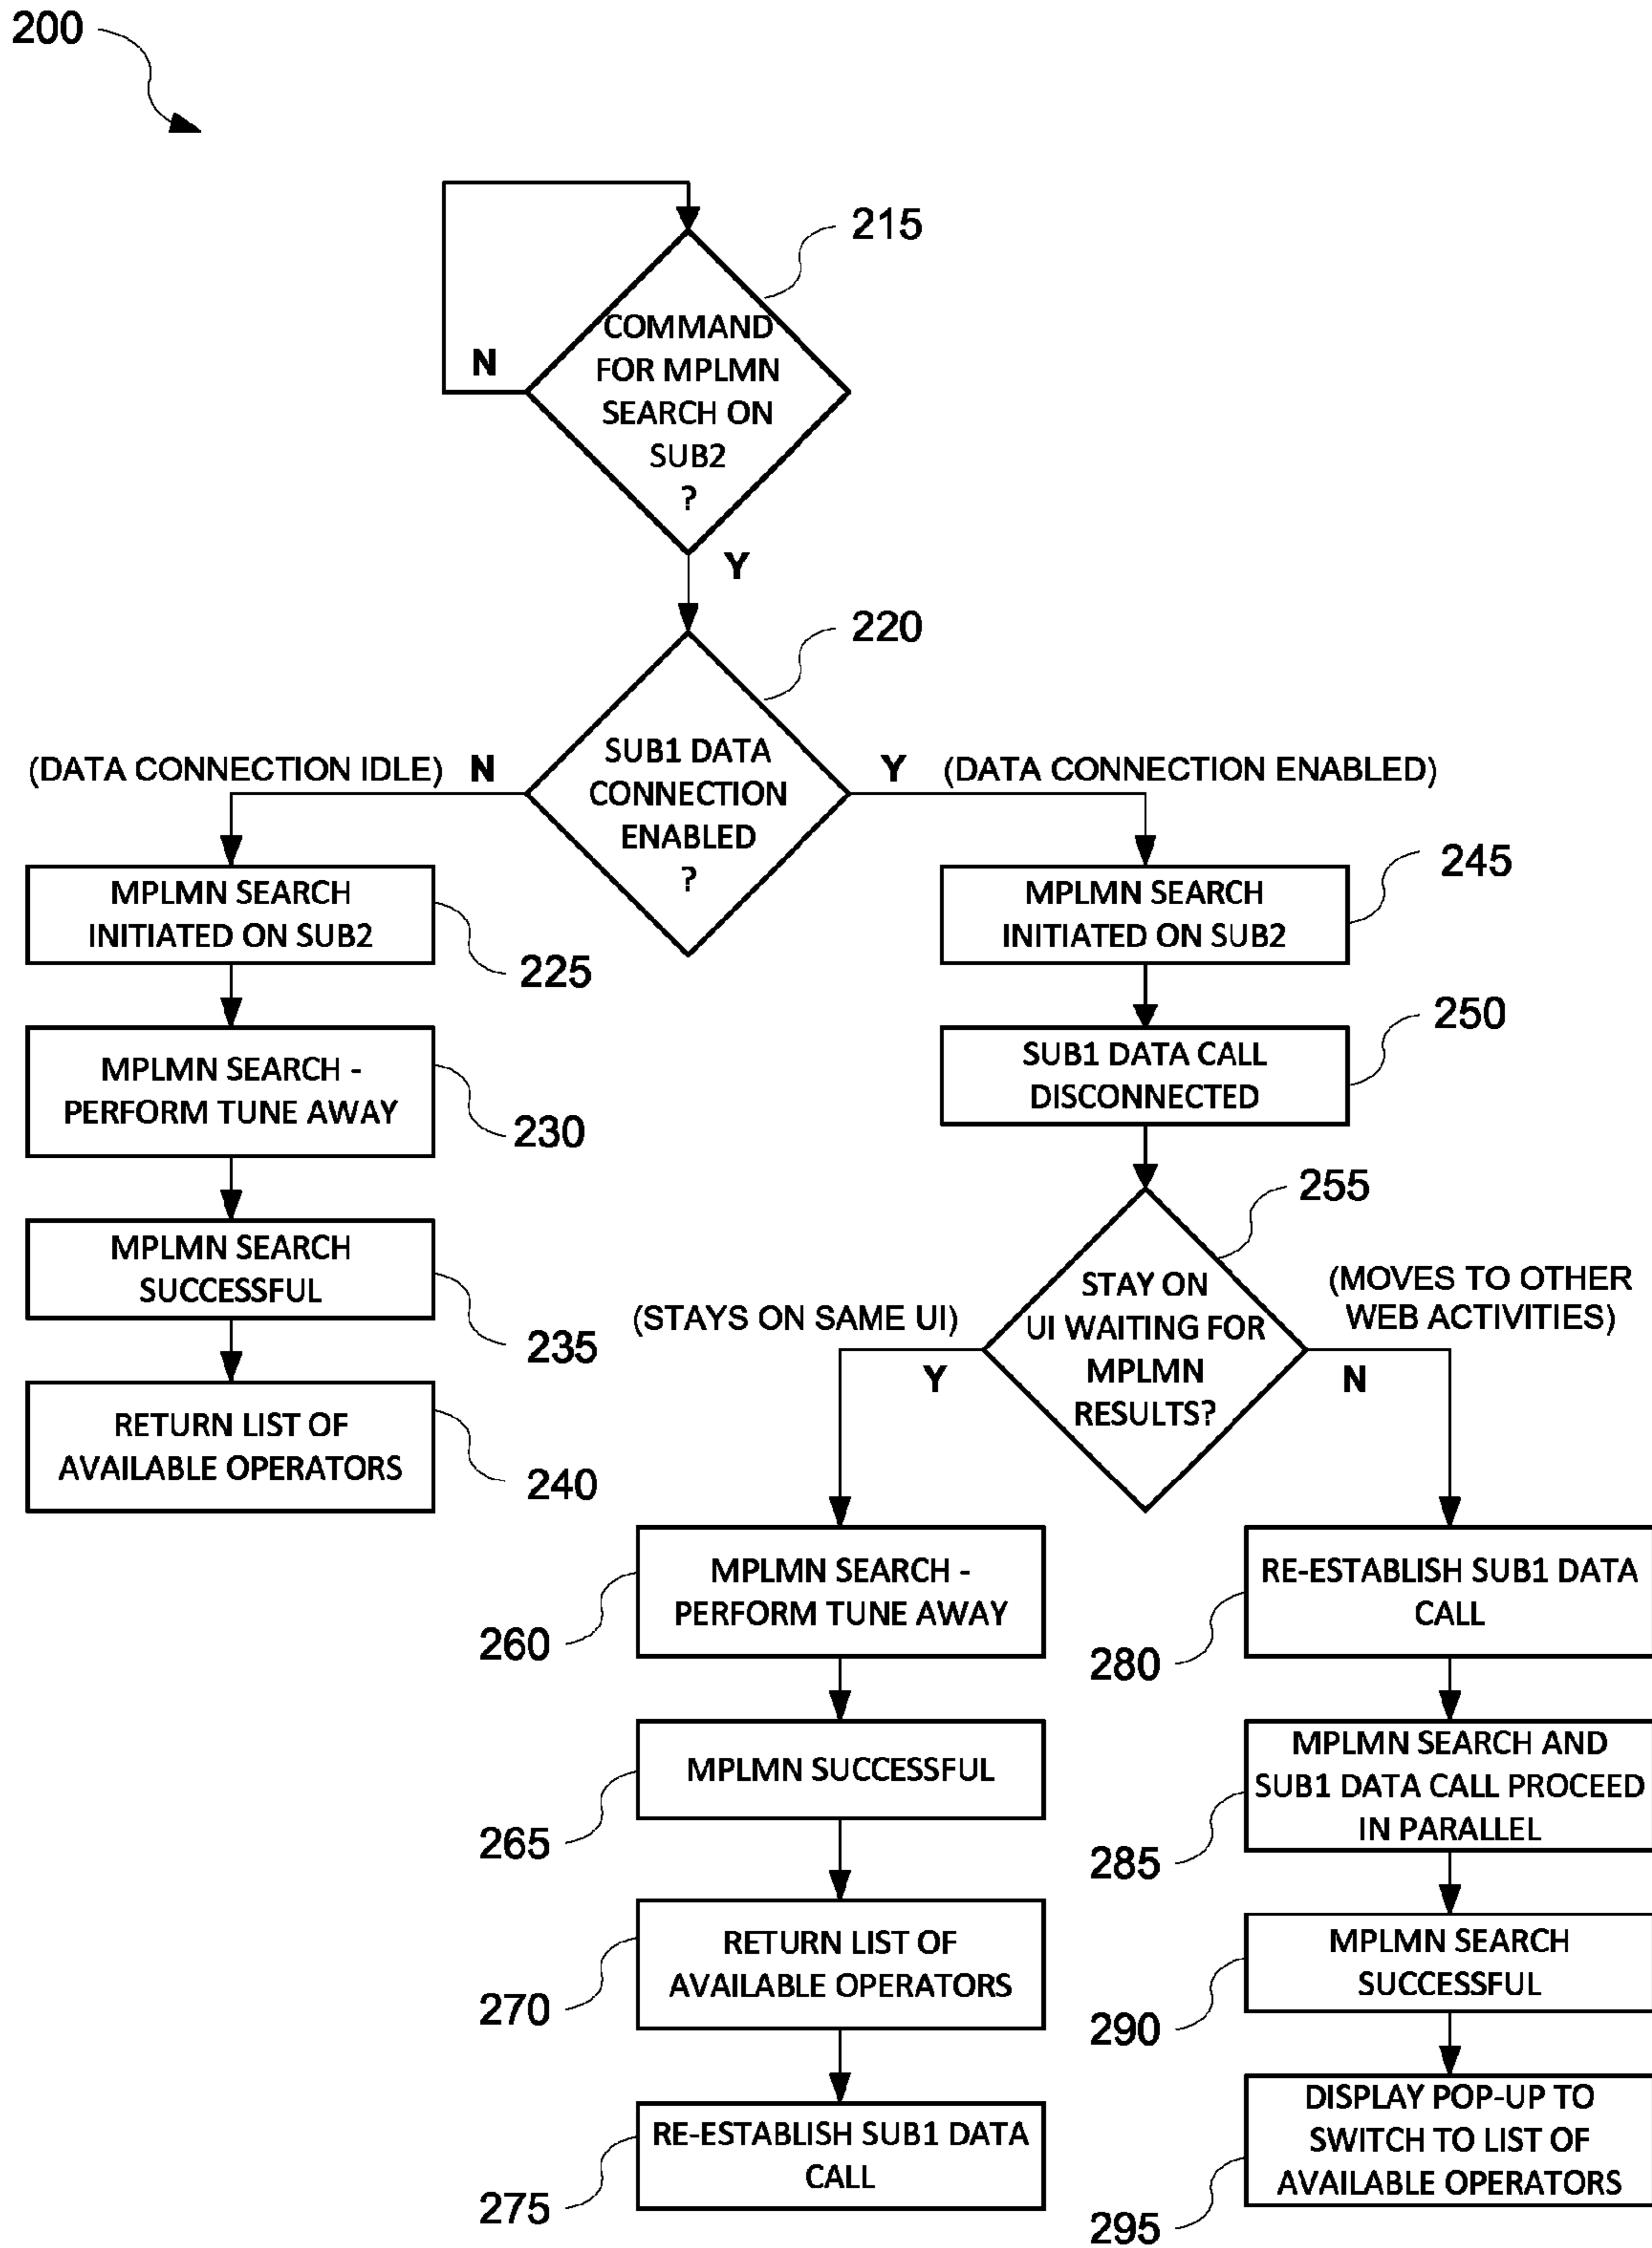 200
215
COMMAND
FOR MPLMN
SEARCH ON
SUB2
?
N
Y
220
SUB1 DATA
CONNECTION
ENABLED
?
(DATA CONNECTION IDLE) N
Y (DATA CONNECTION ENABLED)
MPLMN SEARCH
INITIATED ON SUB2
225
MPLMN SEARCH -
PERFORM TUNE AWAY
230
MPLMN SEARCH
SUCCESSFUL
235
RETURN LIST OF
AVAILABLE OPERATORS
240
MPLMN SEARCH
INITIATED ON SUB2
245
SUB1 DATA CALL
DISCONNECTED
250
255
STAY ON
UI WAITING FOR
MPLMN
RESULTS?
(STAYS ON SAME UI)
Y
(MOVES TO OTHER
WEB ACTIVITIES)
N
MPLMN SEARCH -
PERFORM TUNE AWAY
260
MPLMN SUCCESSFUL
265
RETURN LIST OF
AVAILABLE OPERATORS
270
RE-ESTABLISH SUB1 DATA
CALL
275
RE-ESTABLISH SUB1 DATA
CALL
280
MPLMN SEARCH AND
SUB1 DATA CALL PROCEED
IN PARALLEL
285
MPLMN SEARCH
SUCCESSFUL
290
DISPLAY POP-UP TO
SWITCH TO LIST OF
AVAILABLE OPERATORS
295